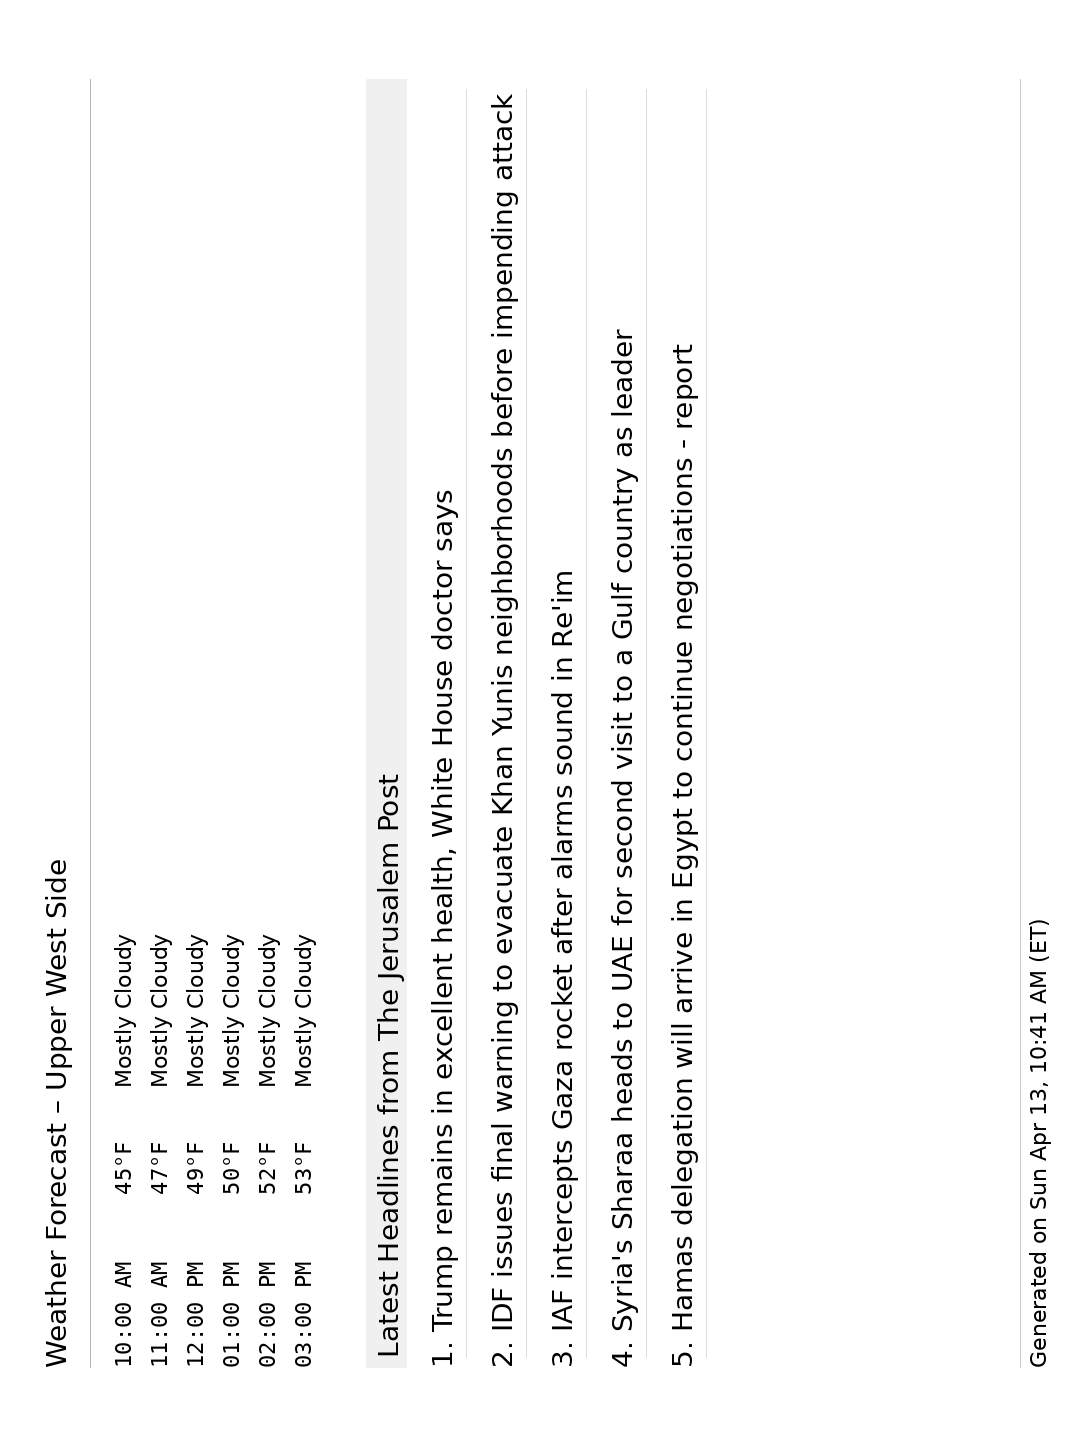 Weather Forecast – Upper West Side
10:00 AM 45°F Mostly Cloudy
11:00 AM 47°F Mostly Cloudy
12:00 PM 49°F Mostly Cloudy
01:00 PM 50°F Mostly Cloudy
02:00 PM 52°F Mostly Cloudy
03:00 PM 53°F Mostly Cloudy
Latest Headlines from The Jerusalem Post
1. Trump remains in excellent health, White House doctor says
2. IDF issues final warning to evacuate Khan Yunis neighborhoods before impending attack
3. IAF intercepts Gaza rocket after alarms sound in Re'im
4. Syria's Sharaa heads to UAE for second visit to a Gulf country as leader
5. Hamas delegation will arrive in Egypt to continue negotiations - report
Generated on Sun Apr 13, 10:41 AM (ET)